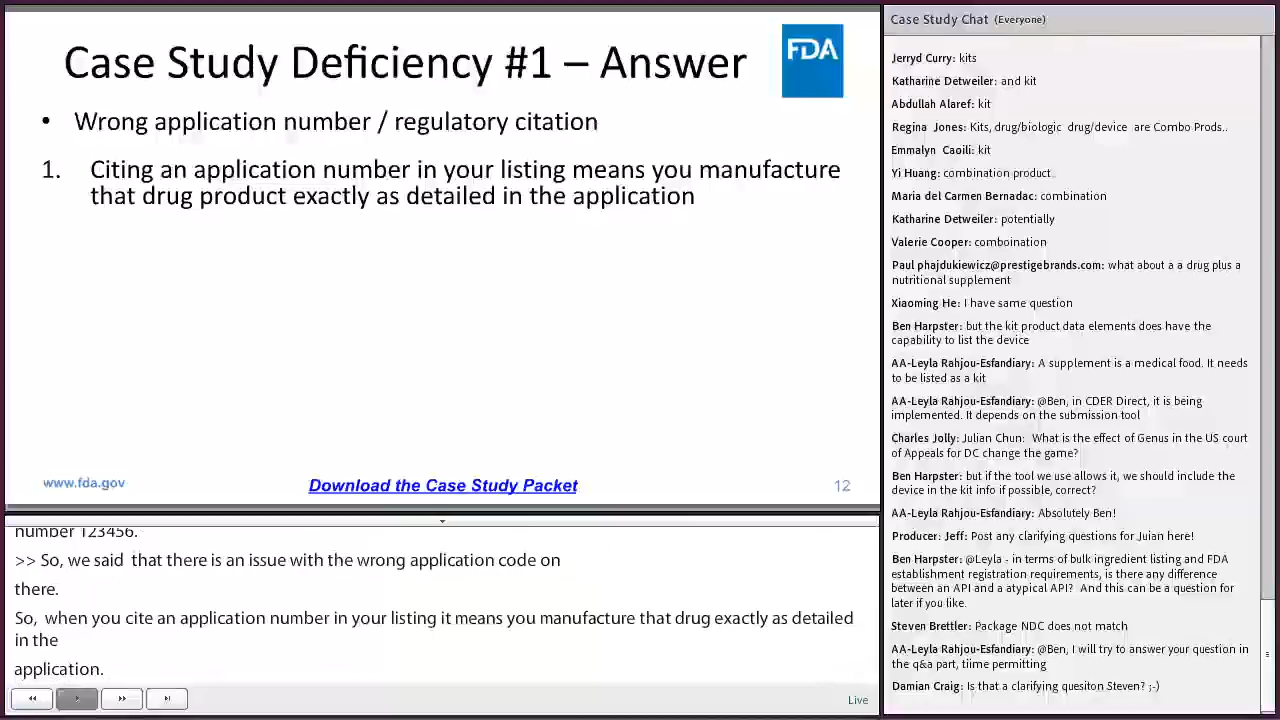 Case Study Deficiency #1 – Answer
FDA
• Wrong application number / regulatory citation
1. Citing an application number in your listing means you manufacture
that drug product exactly as detailed in the application
www.fda.gov
Download the Case Study Packet
12
number 123456.
>> So, we said that there is an issue with the wrong application code on
there.
So, when you cite an application number in your listing it means you manufacture that drug exactly as detailed
in the
application.
Live
Case Study Chat (Everyone)
Jerryd Curry: kits
Katharine Detweiler: and kit
Abdullah Alaref: kit
Regina Jones: Kits, drug/biologic drug/device are Combo Prods..
Emmalyn Caoili: kit
Yi Huang: combination product.
Maria del Carmen Bernadac: combination
Katharine Detweiler: potentially
Valerie Cooper: comboination
Paul phajdukiewicz@prestigebrands.com: what about a a drug plus a
nutritional supplement
Xiaoming He: I have same question
Ben Harpster: but the kit product data elements does have the
capability to list the device
AA-Leyla Rahjou-Esfandiary: A supplement is a medical food. It needs
to be listed as a kit
AA-Leyla Rahjou-Esfandiary: @Ben, in CDER Direct, it is being
implemented. It depends on the submission tool
Charles Jolly: Julian Chun: What is the effect of Genus in the US court
of Appeals for DC change the game?
Ben Harpster: but if the tool we use allows it, we should include the
device in the kit info if possible, correct?
AA-Leyla Rahjou-Esfandiary: Absolutely Ben!
Producer: Jeff: Post any clarifying questions for Juian here!
Ben Harpster: @Leyla - in terms of bulk ingredient listing and FDA
establishment registration requirements, is there any difference
between an API and a atypical API? And this can be a question for
later if you like.
Steven Brettler: Package NDC does not match
AA-Leyla Rahjou-Esfandiary: @Ben, I will try to answer your question in
the q&a part, tiime permitting
Damian Craig: Is that a clarifying quesiton Steven? ;-)